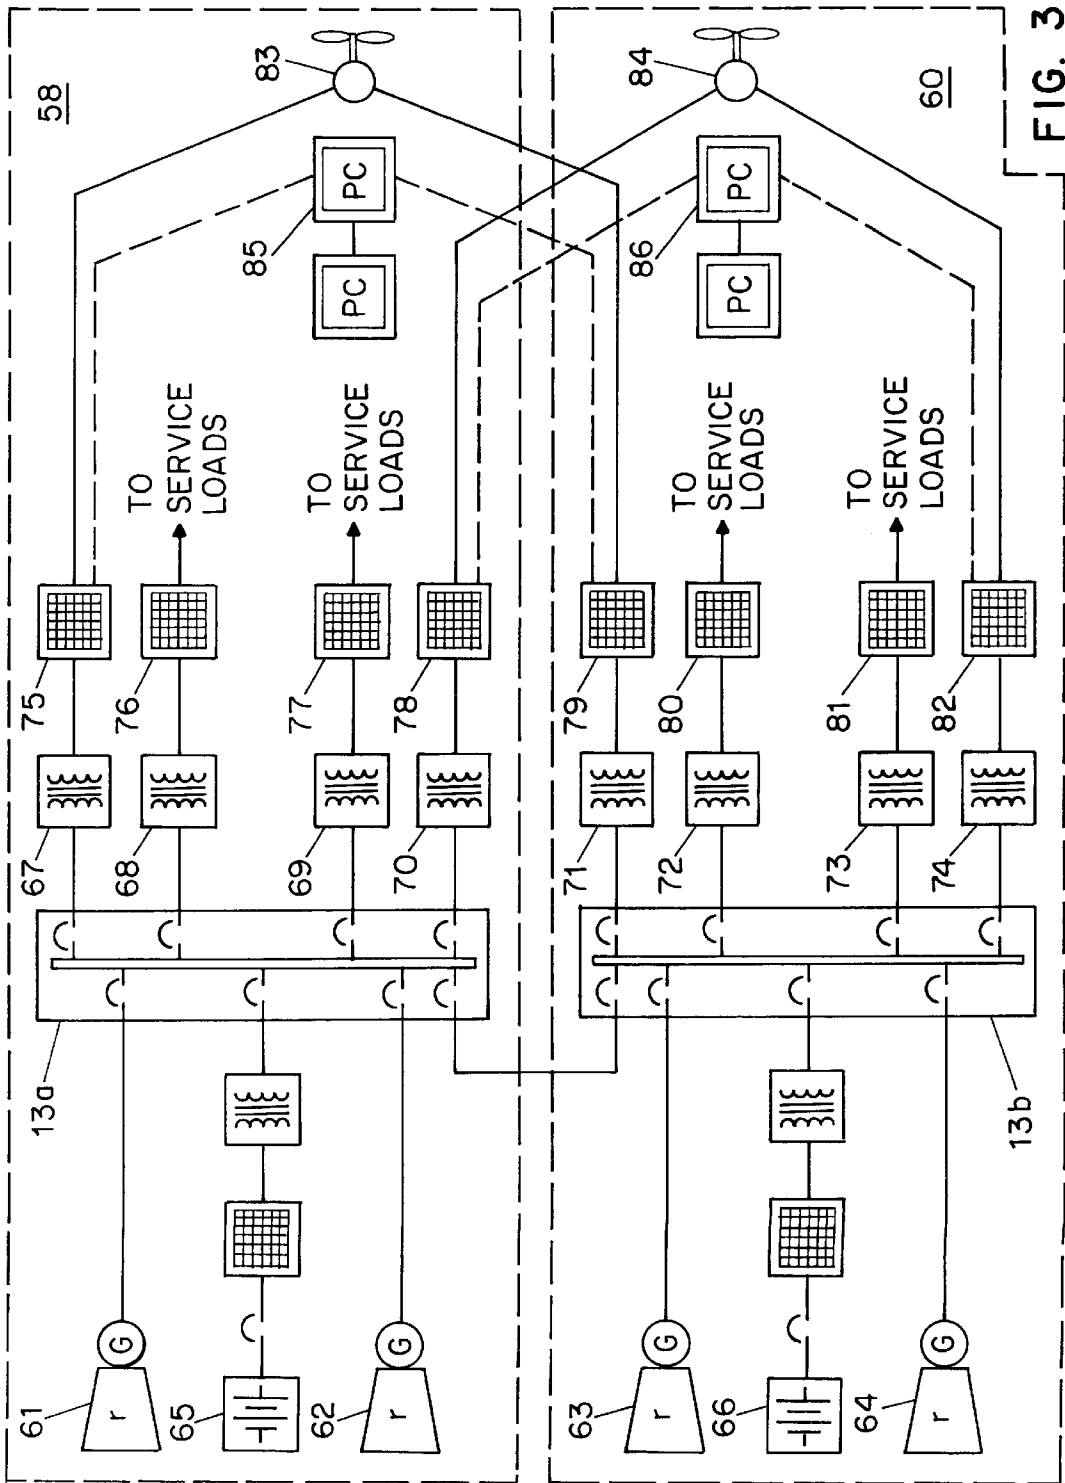 58
83
PC
85
PC
TO
SERVICE
LOADS
TO
SERVICE
LOADS
75
76
77
78
67
68
69
70
13a
G
G
61
r
65
62
r
84
60
PC
86
PC
TO
SERVICE
LOADS
TO
SERVICE
LOADS
79
80
81
82
71
72
73
74
13b
G
G
63
r
66
64
r
FIG. 3